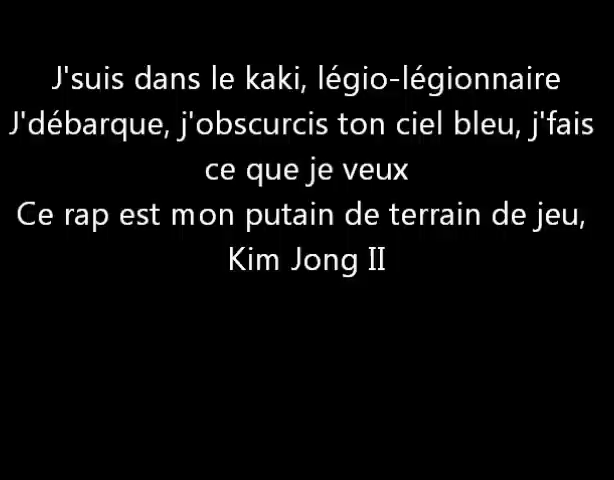 J'suis dans le kaki, légio-légionnaire
J'débarque, j'obscurcis ton ciel bleu, j'fais
ce que je veux
Ce rap est mon putain de terrain de jeu,
Kim Jong II